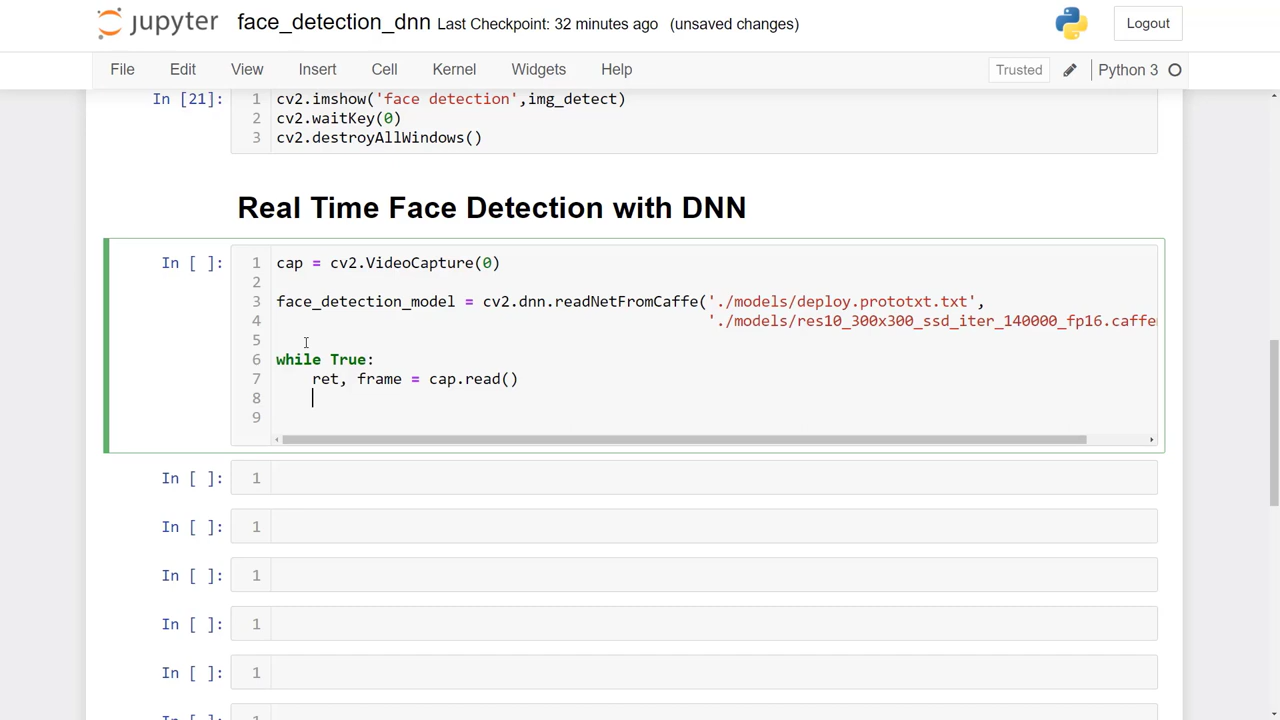 jupyter face_detection_dnn Last Checkpoint: 32 minutes ago (unsaved changes) Logout
File Edit View Insert Cell Kernel Widgets Help Trusted Python 3
In [21]: 1 cv2.imshow('face detection',img_detect)
2 cv2.waitKey(0)
3 cv2.destroyAllWindows()
Real Time Face Detection with DNN
In [ ]: 1 cap = cv2.VideoCapture(0)
2
3 face_detection_model = cv2.dnn.readNetFromCaffe('./models/deploy.prototxt.txt',
4 './models/res10_300x300_ssd_iter_140000_fp16.caffe
5
6 while True:
7 ret, frame = cap.read()
8
9
In [ ]: 1
In [ ]: 1
In [ ]: 1
In [ ]: 1
In [ ]: 1